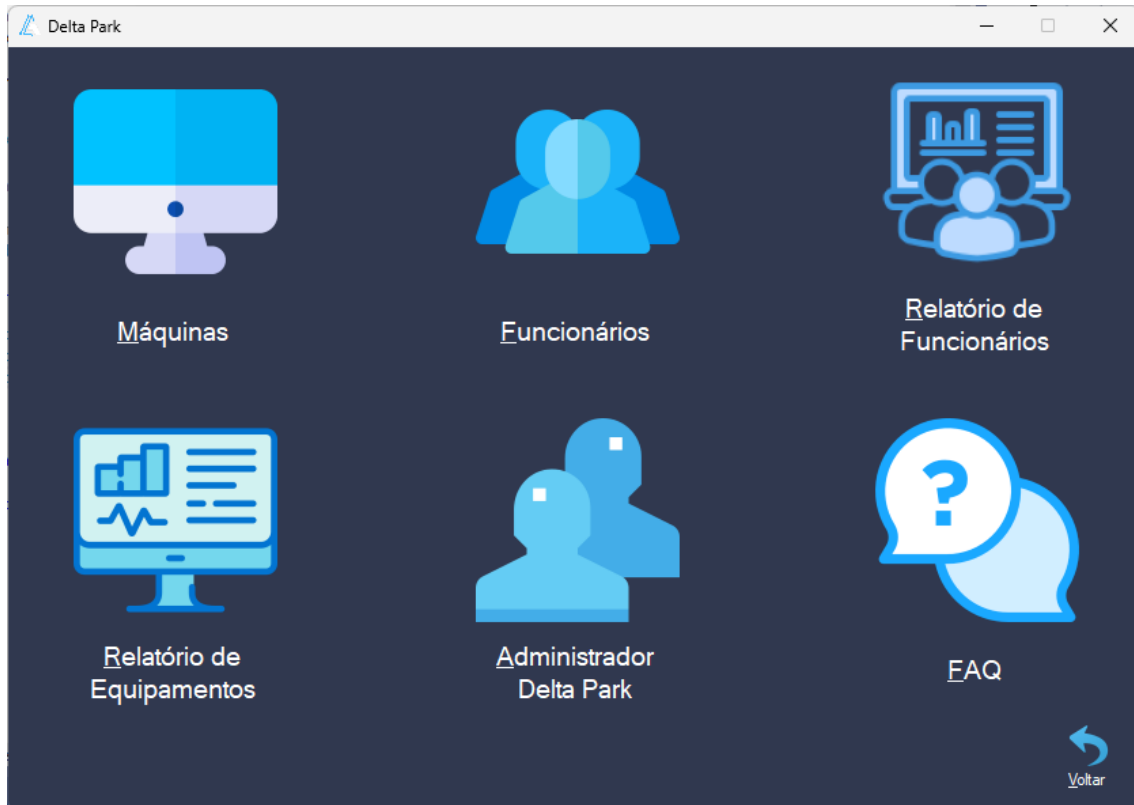 Delta Park
Máquinas
Funcionários
Relatório de
Funcionários
Relatório de
Equipamentos
Administrador
Delta Park
?
FAQ
Voltar